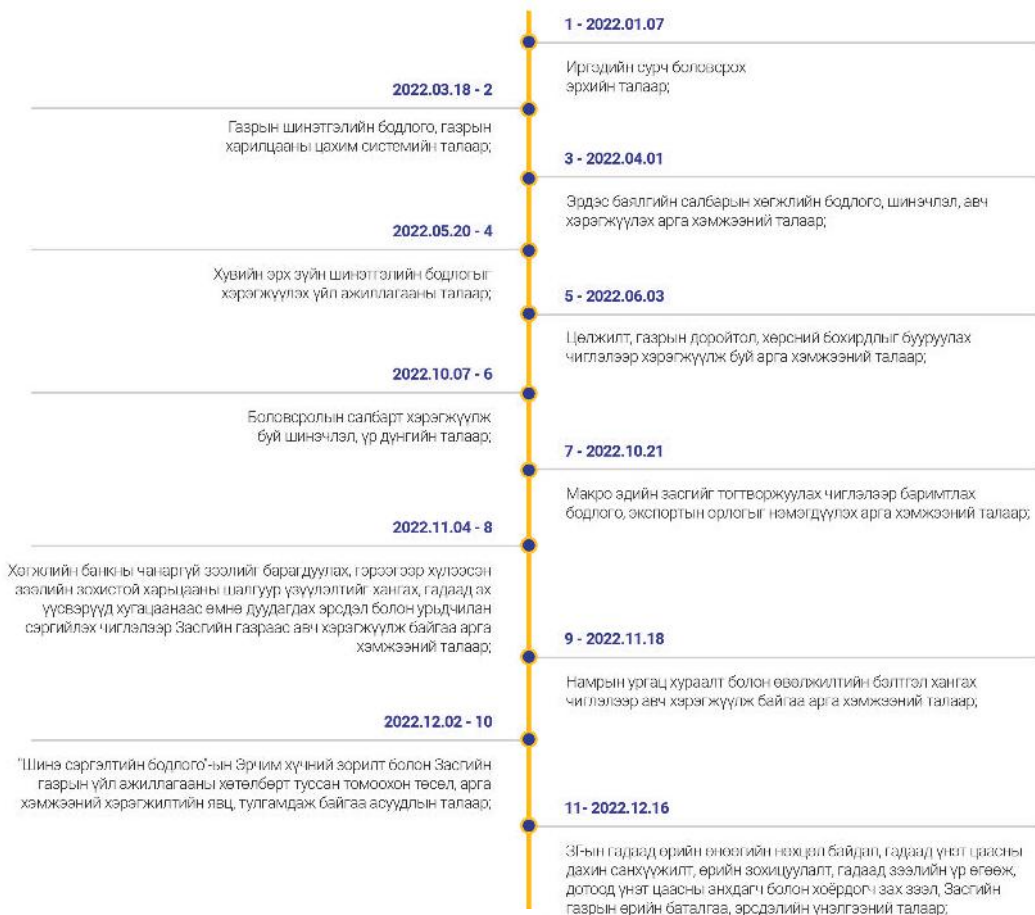 1 - 2022.01.07
Иргэдийн сурч боловсрох
эрхийн талаар;
2022.03.18 - 2
Газрын шинэтгэлийн бодлого, газрын
харилцааны цахим системийн талаар;
3 - 2022.04.01
Эрдэс баялгийн салбарын хөгжлийн бодлого, шинэчлэл, авч
хэрэгжүүлэх арга хэмжээний талаар;
2022.05.20 - 4
Хувийн эрх зүйн шинэтгэлийн бодлогыг
хэрэгжүүлэх үйл ажиллагааны талаар;
5 - 2022.06.03
Цөлжилт, газрын доройтол, хөрсний бохирдлыг бууруулах
чиглэлээр хэрэгжүүлж буй арга хэмжээний талаар;
2022.10.07 - 6
Боловсролын салбарт хэрэгжүүлж
буй шинэчлэл, үр дүнгийн талаар;
7 - 2022.10.21
Макро эдийн засгийг тогтворжуулах чиглэлээр баримтлах
бодлого, экспортын орлогыг нэмэгдүүлэх арга хэмжээний талаар;
2022.11.04 - 8
Хөгжлийн банкны чанаргүй зээлийг барагдуулах, гэрээгээр хүлээсэн
зээлийн зохистой харьцааны шалгуур үзүүлэлтийг хангах, гадаад эх
үүсвэрүүд хугацаанаас өмнө дуудагдах эрсдэл болон урьдчилан
сэргийлэх чиглэлээр Засгийн газраас авч хэрэгжүүлж байгаа арга
хэмжээний талаар;
9 - 2022.11.18
Намрын ургац хураалт болон өвөлжилтийн бэлтгэл хангах
чиглэлээр авч хэрэгжүүлж байгаа арга хэмжээний талаар;
2022.12.02 - 10
"Шинэ сэргэлтийн бодлого"-ын Эрчим хүчний зорилт болон Засгийн
газрын үйл ажиллагааны хөтөлбөрт туссан томоохон төсөл, арга
хэмжээний хэрэгжилтийн явц, тулгамдаж байгаа асуудлын талаар;
11- 2022.12.16
ЗГ-ын гадаад өрийн өнөөгийн нөхцөл байдал, гадаад үнэт цаасны
дахин санхүүжилт, өрийн зохицуулалт, гадаад зээлийн үр өгөөж,
дотоод үнэт цаасны анхдагч болон хоёрдогч зах зээл, Засгийн
газрын өрийн баталгаа, эрсдэлийн үнэлгээний талаар;